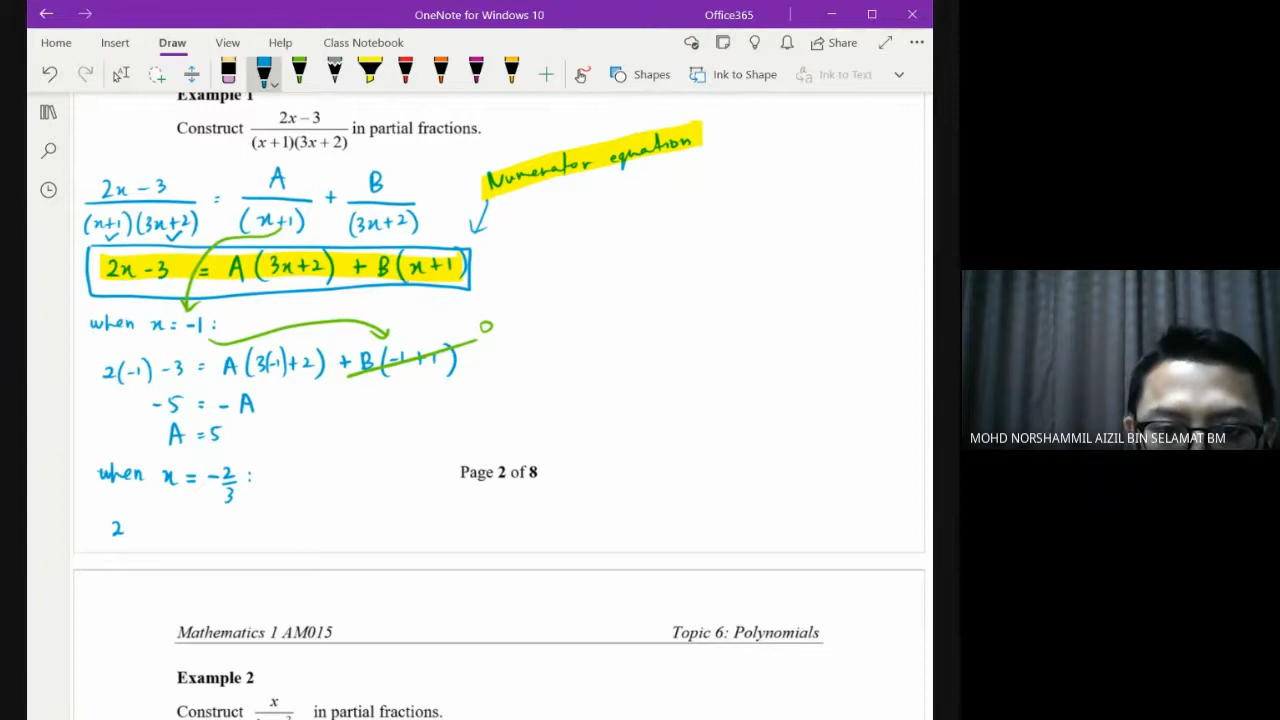 OneNote for Windows 10
Office365
Home Insert Draw View Help Class Notebook
Share
Shapes
Ink to Shape
Ink to Text
Example 1
Construct (2x – 3)/((x + 1)(3x + 2)) in partial fractions.
Numerator equation
(2x - 3)/((x+1)(3x+2)) = A/(x+1) + B/(3x+2)
2x - 3 = A(3x+2) + B(x+1)
when x = -1 :
2(-1) - 3 = A(3(-1)+2) + B(-1+1) 0
-5 = -A
A = 5
when x = -2/3 :
2
Page 2 of 8
Mathematics 1 AM015
Topic 6: Polynomials
Example 2
Construct x in partial fractions.
MOHD NORSHAMMIL AIZIL BIN SELAMAT BM